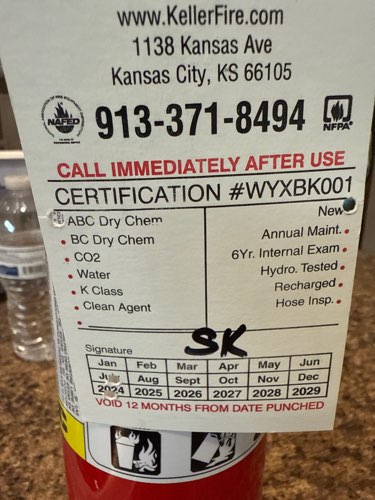 www.KellerFire.com
1138 Kansas Ave
Kansas City, KS 66105
NAFED
913-371-8494
NFPA®
CALL IMMEDIATELY AFTER USE
CERTIFICATION #WYXBK001
ABC Dry Chem
• BC Dry Chem
• CO2
• Water
• K Class
• Clean Agent
•
New
Annual Maint. •
6Yr. Internal Exam •
Hydro. Tested •
Recharged •
Hose Insp. •
Signature SK
Jan Feb Mar Apr May Jun
Aug Sept Oct Nov Dec
2024 2025 2026 2027 2028 2029
VOID 12 MONTHS FROM DATE PUNCHED